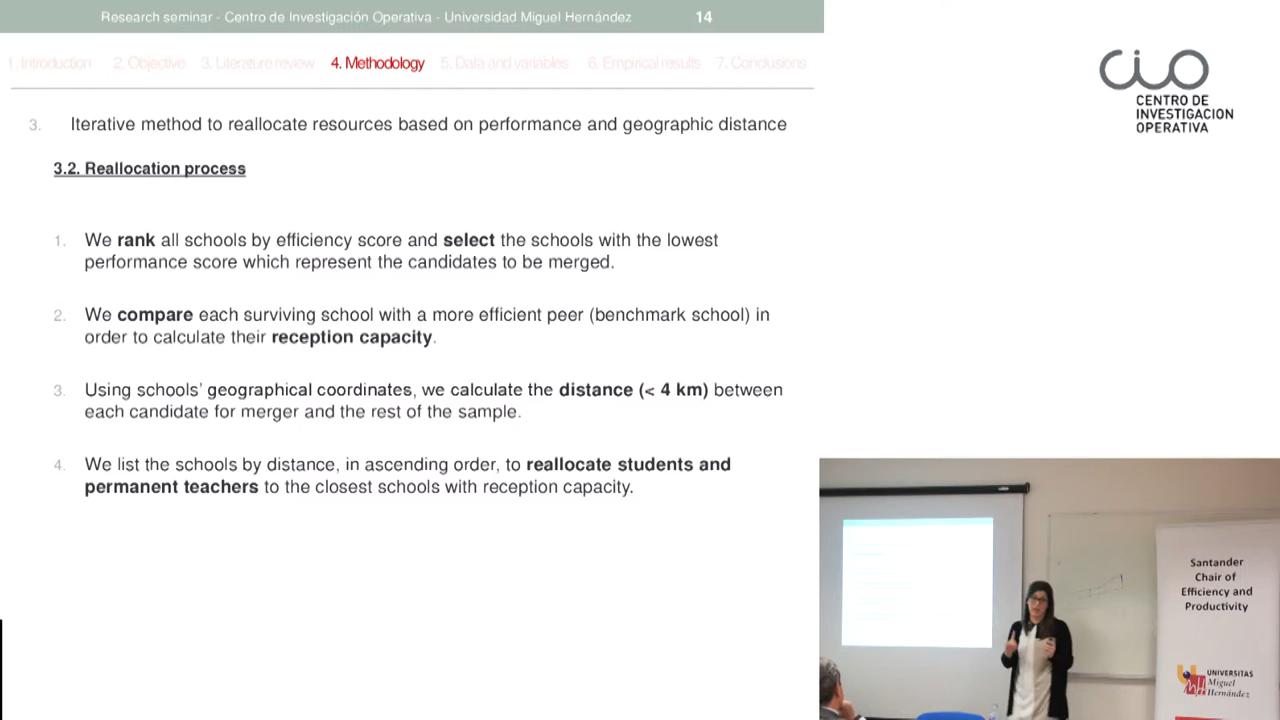 Research seminar - Centro de Investigación Operativa - Universidad Miguel Hernández 14
1. Introduction 2. Objective 3. Literature review 4. Methodology 5. Data and variables 6. Empirical results 7. Conclusions
3. Iterative method to reallocate resources based on performance and geographic distance
3.2. Reallocation process
1. We rank all schools by efficiency score and select the schools with the lowest
performance score which represent the candidates to be merged.
2. We compare each surviving school with a more efficient peer (benchmark school) in
order to calculate their reception capacity.
3. Using schools' geographical coordinates, we calculate the distance (< 4 km) between
each candidate for merger and the rest of the sample.
4. We list the schools by distance, in ascending order, to reallocate students and
permanent teachers to the closest schools with reception capacity.
cio
CENTRO DE
INVESTIGACIÓN
OPERATIVA
Santander
Chair of
Efficiency and
Productivity
UNIVERSITAS
Miguel
Hernández